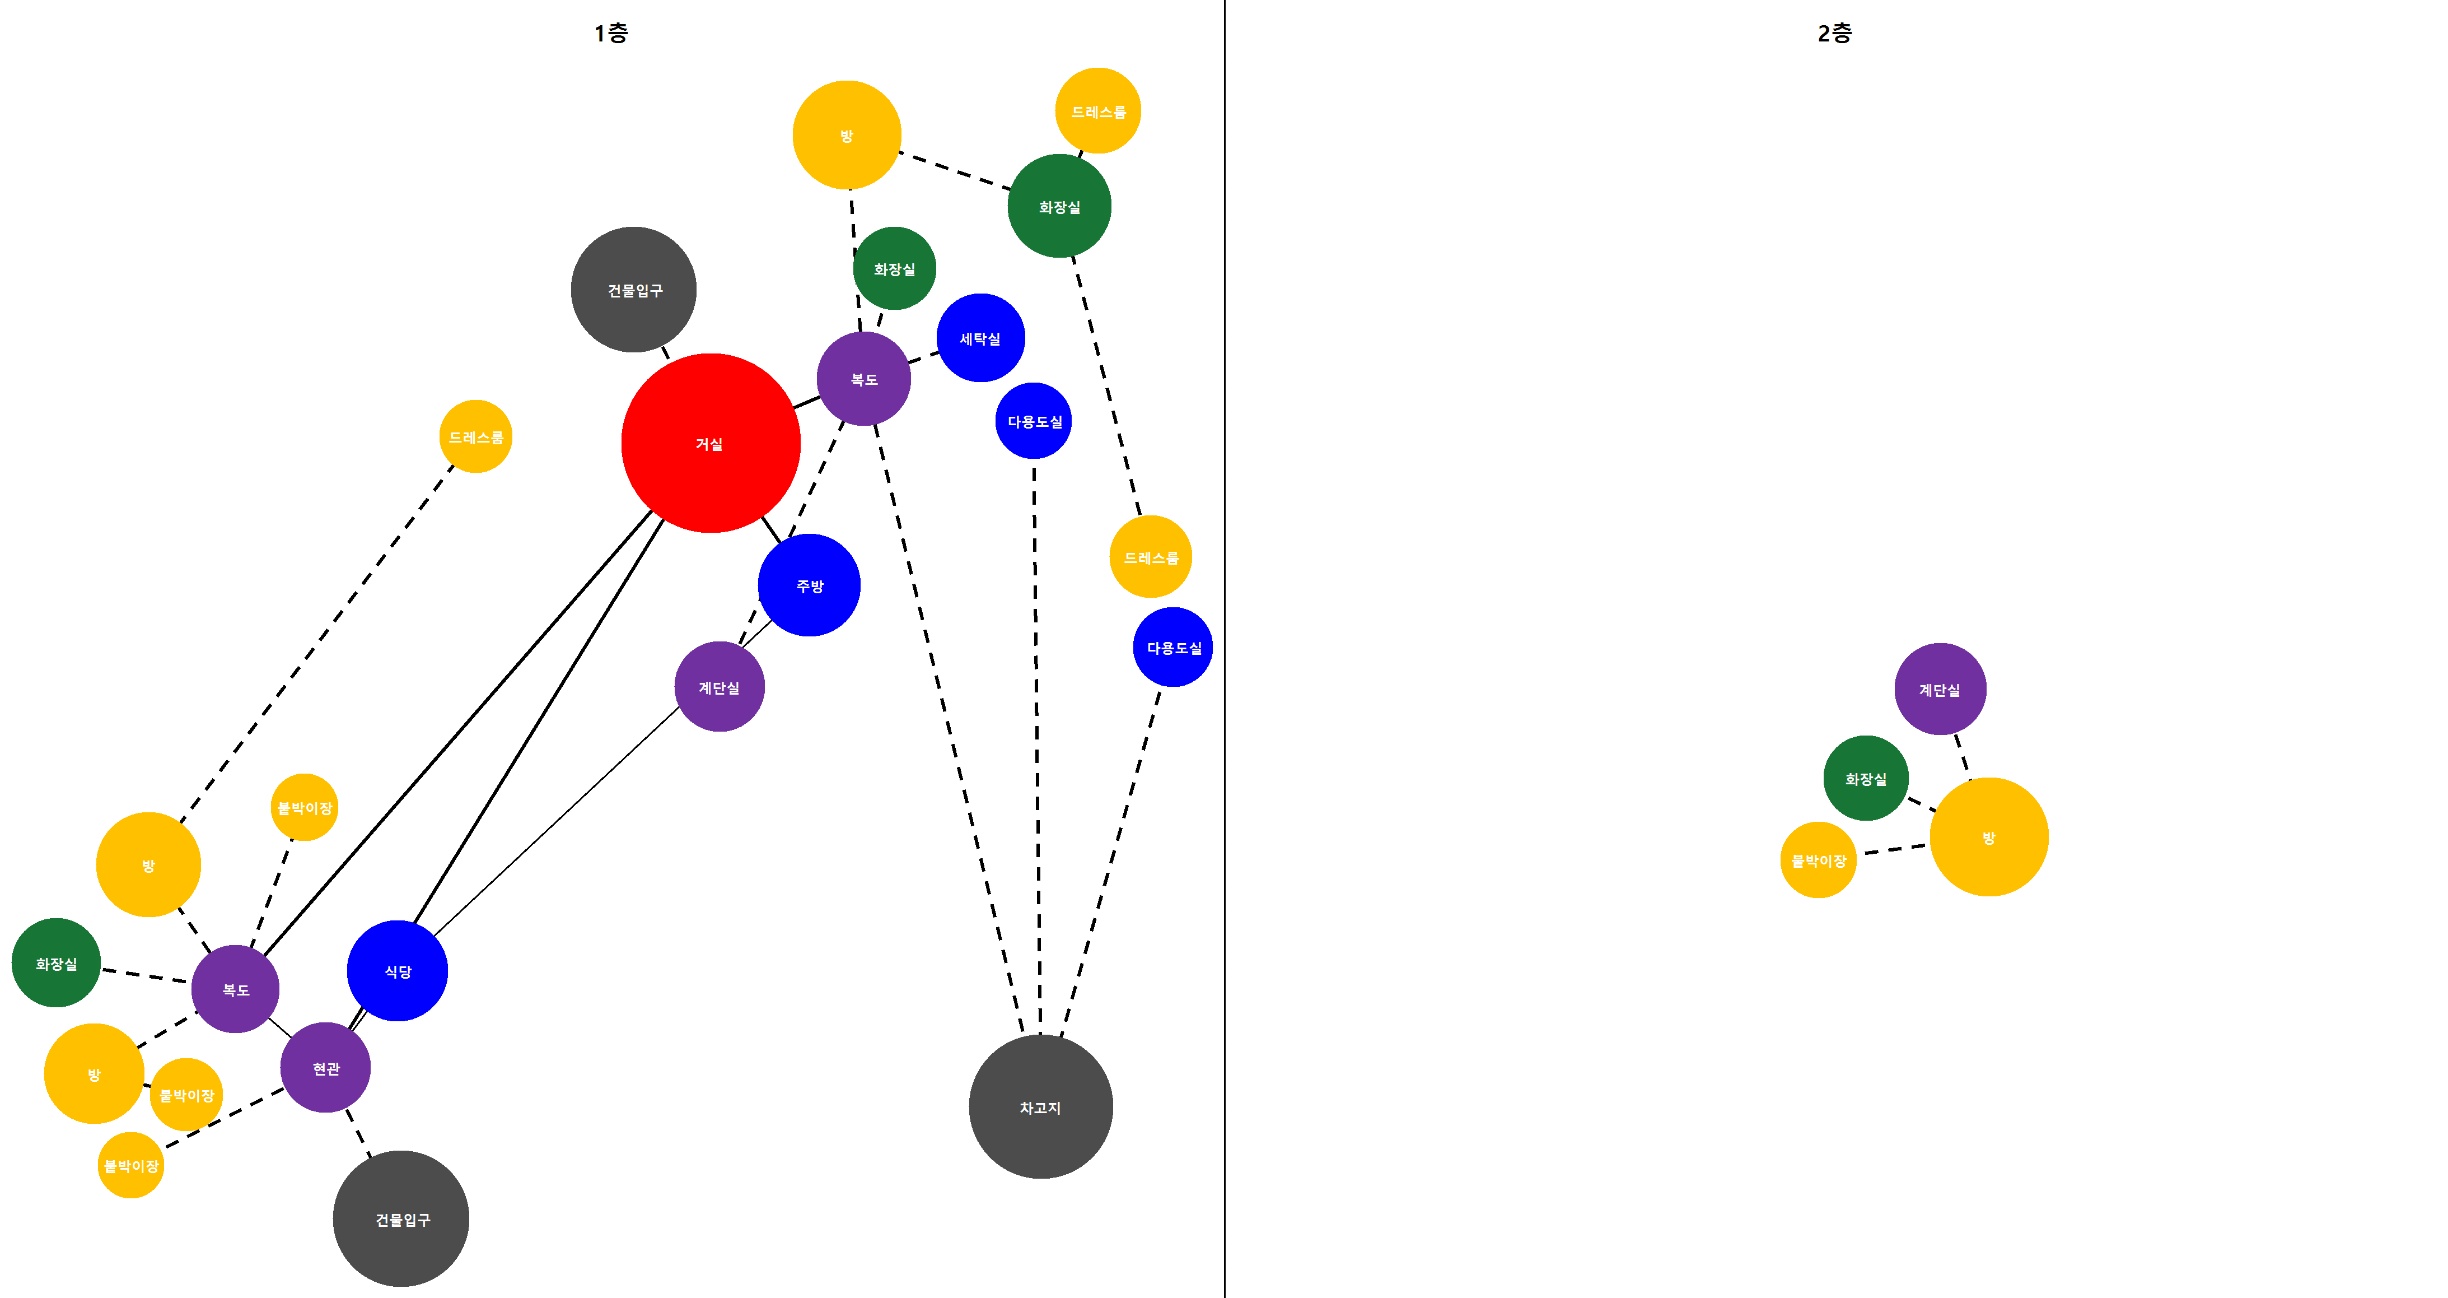 1층
2층
드레스룸
방
화장실
화장실
건물입구
세탁실
복도
다용도실
드레스룸
거실
드레스룸
주방
다용도실
계단실
계단실
화장실
붙박이장
방
방
붙박이장
화장실
식당
복도
현관
방
붙박이장
차고지
붙박이장
건물입구